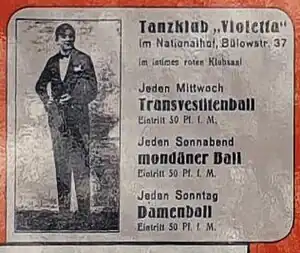 Tanzklub „Violetta“
im Nationalhof, Bülowstr. 37
im intimen roten Klubsaal
Jeden Mittwoch
Transvestitenball
Eintritt 50 Pf. f. M.
Jeden Sonnabend
mondäner Ball
Eintritt 50 Pf. f. M.
Jeden Sonntag
Damenball
Eintritt 50 Pf. f. M.